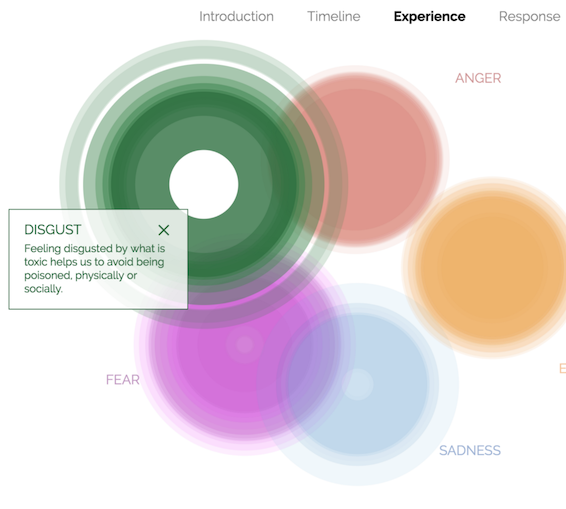 Introduction Timeline Experience Response
ANGER
DISGUST
Feeling disgusted by what is
toxic helps us to avoid being
poisoned, physically or
socially.
E
FEAR
SADNESS